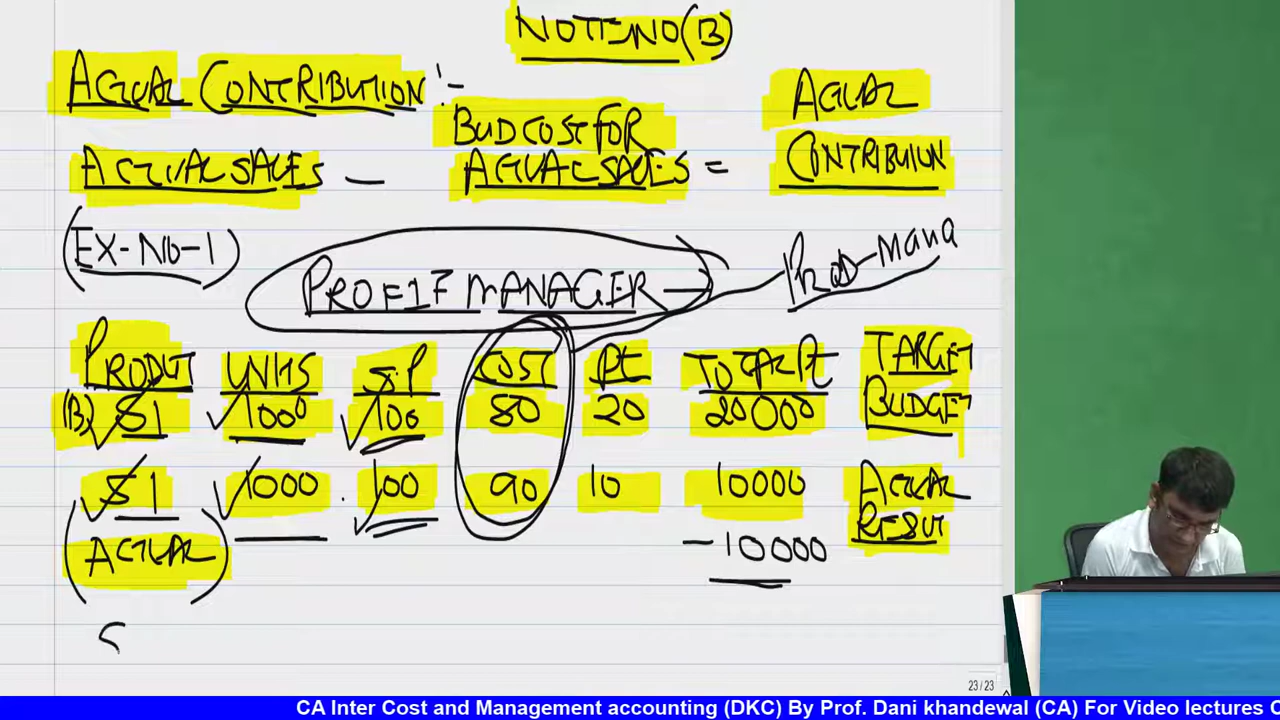 NOTE NO (B)
ACTUAL CONTRIBUTION :-
ACTUAL SALES - BUD COST FOR ACTUAL SALES = ACTUAL CONTRIBUTION
(EX-NO-1)
PROFIT MANAGER → PROD-MANA
PRODUT UNITS S.P COST Pt TOTAL Pt TARGET BUDGET
(B) S1 1000 100 80 20 20000
S1 1000 100 90 10 10000 ACTUAL RESUT
(ACTUAL) -10000
S
23 / 23
CA Inter Cost and Management accounting (DKC) By Prof. Dani khandewal (CA) For Video lectures C